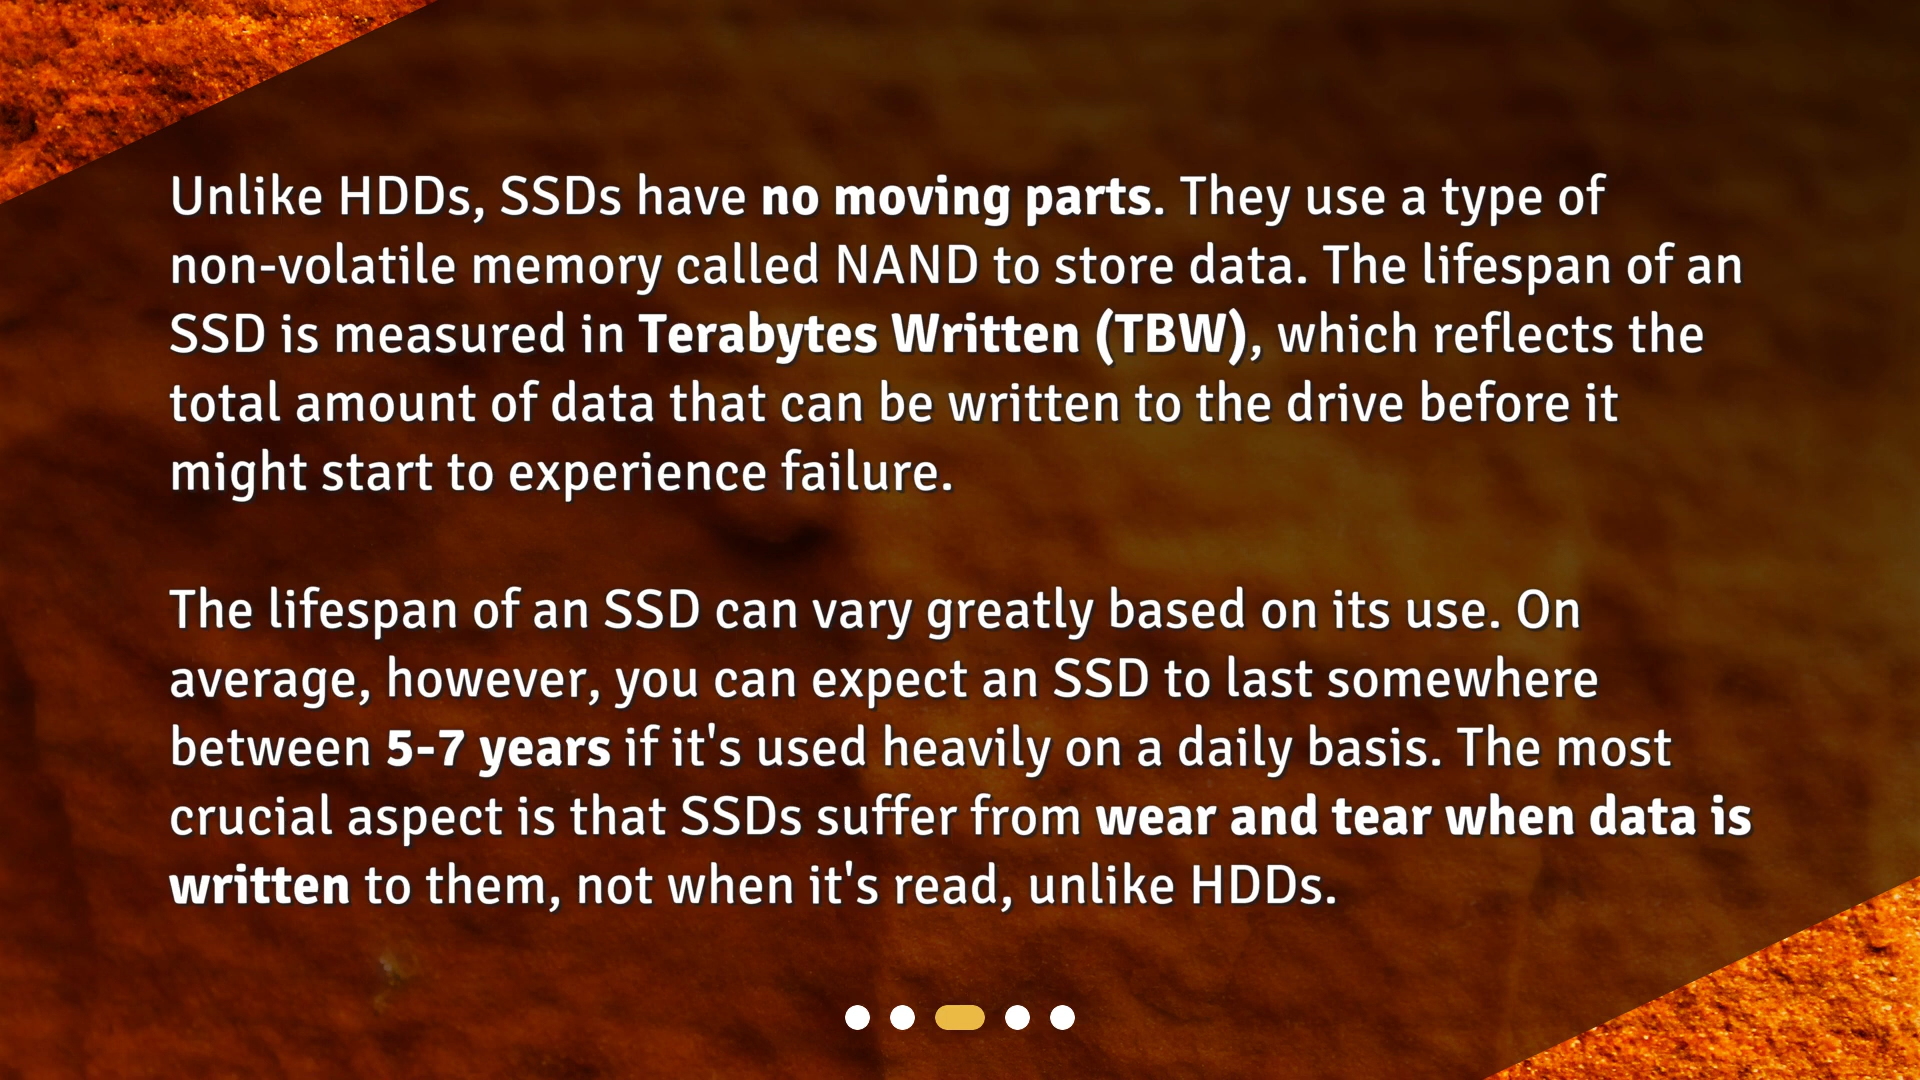 Unlike HDDs, SSDs have no moving parts. They use a type of
non-volatile memory called NAND to store data. The lifespan of an
SSD is measured in Terabytes Written (TBW), which reflects the
total amount of data that can be written to the drive before it
might start to experience failure.
The lifespan of an SSD can vary greatly based on its use. On
average, however, you can expect an SSD to last somewhere
between 5-7 years if it's used heavily on a daily basis. The most
crucial aspect is that SSDs suffer from wear and tear when data is
written to them, not when it's read, unlike HDDs.